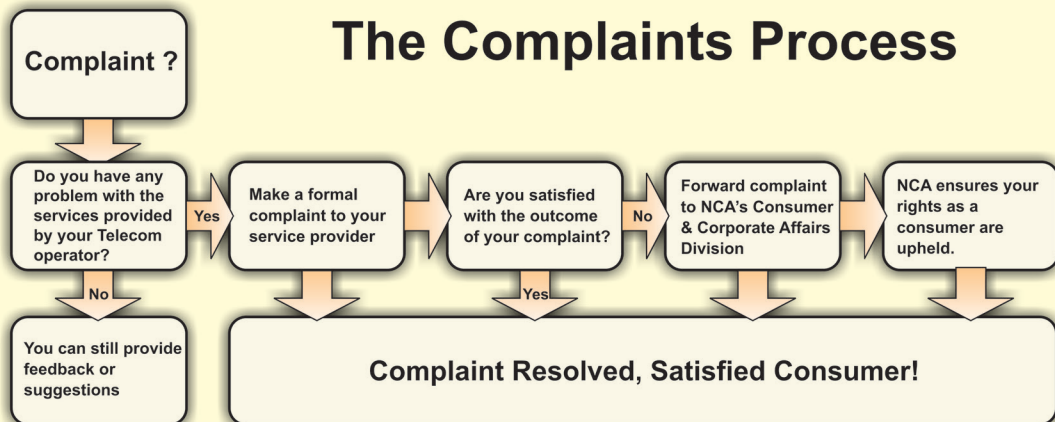 The Complaints Process
Complaint ?
Do you have any
problem with the
services provided
by your Telecom
operator?
Yes
Make a formal
complaint to your
service provider
Are you satisfied
with the outcome
of your complaint?
No
Forward complaint
to NCA's Consumer
& Corporate Affairs
Division
NCA ensures your
rights as a
consumer are
upheld.
No
Yes
You can still provide
feedback or
suggestions
Complaint Resolved, Satisfied Consumer!